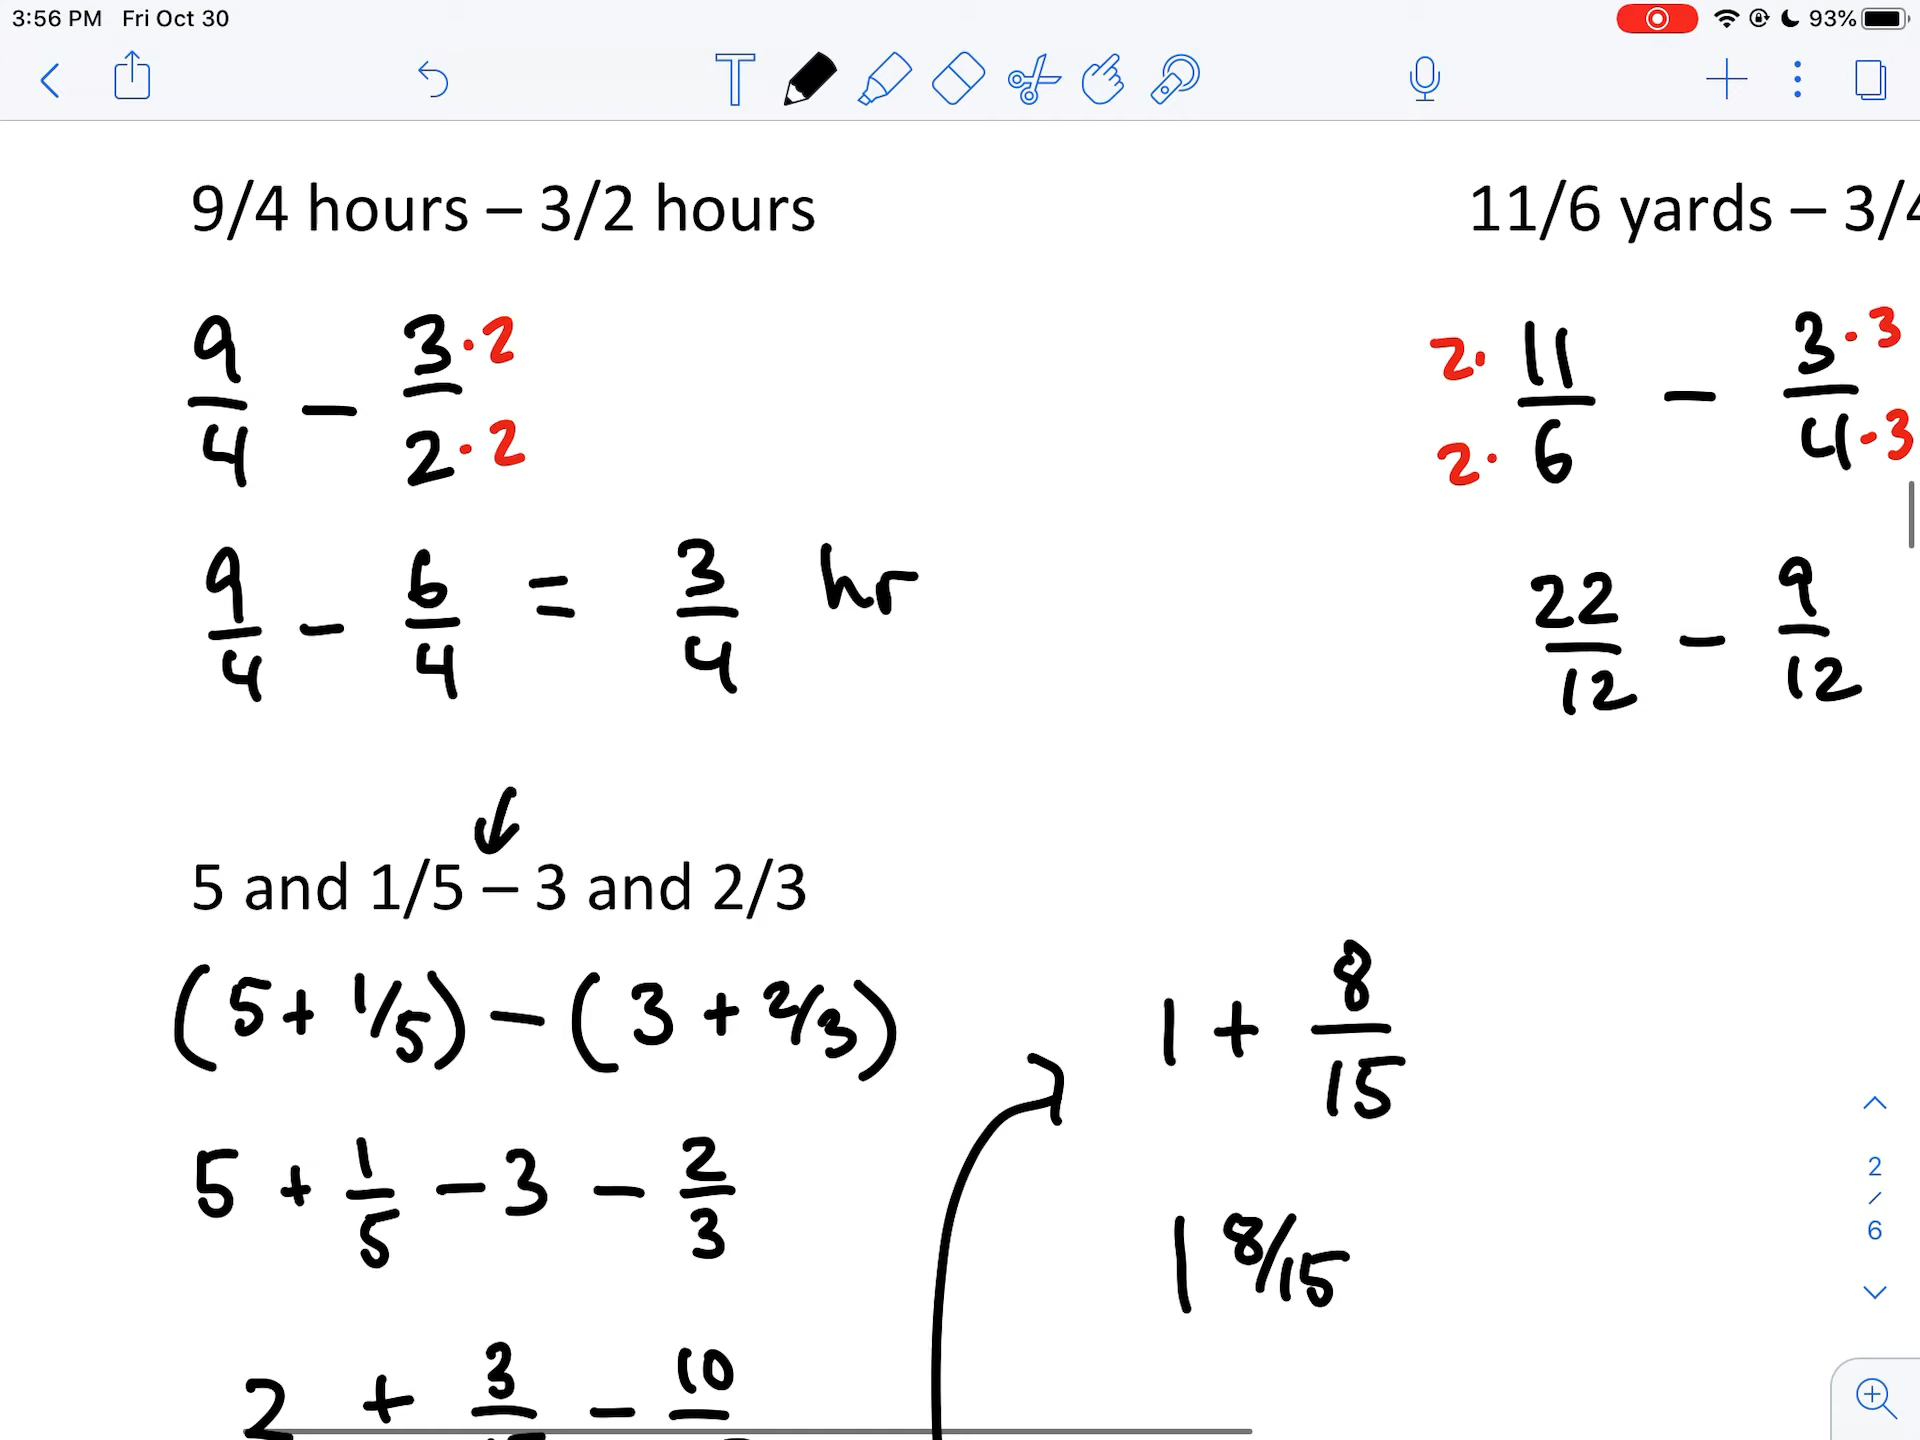 3:56 PM Fri Oct 30 93%
T
9/4 hours – 3/2 hours
9/4 - 3·2/2·2
9/4 - 6/4 = 3/4 hr
11/6 yards – 3/4
2·11/2·6 - 3·3/4·3
22/12 - 9/12
5 and 1/5 – 3 and 2/3
(5 + 1/5) - (3 + 2/3)
5 + 1/5 - 3 - 2/3
2 + 3 - 10
1 + 8/15
1 8/15
2
/
6